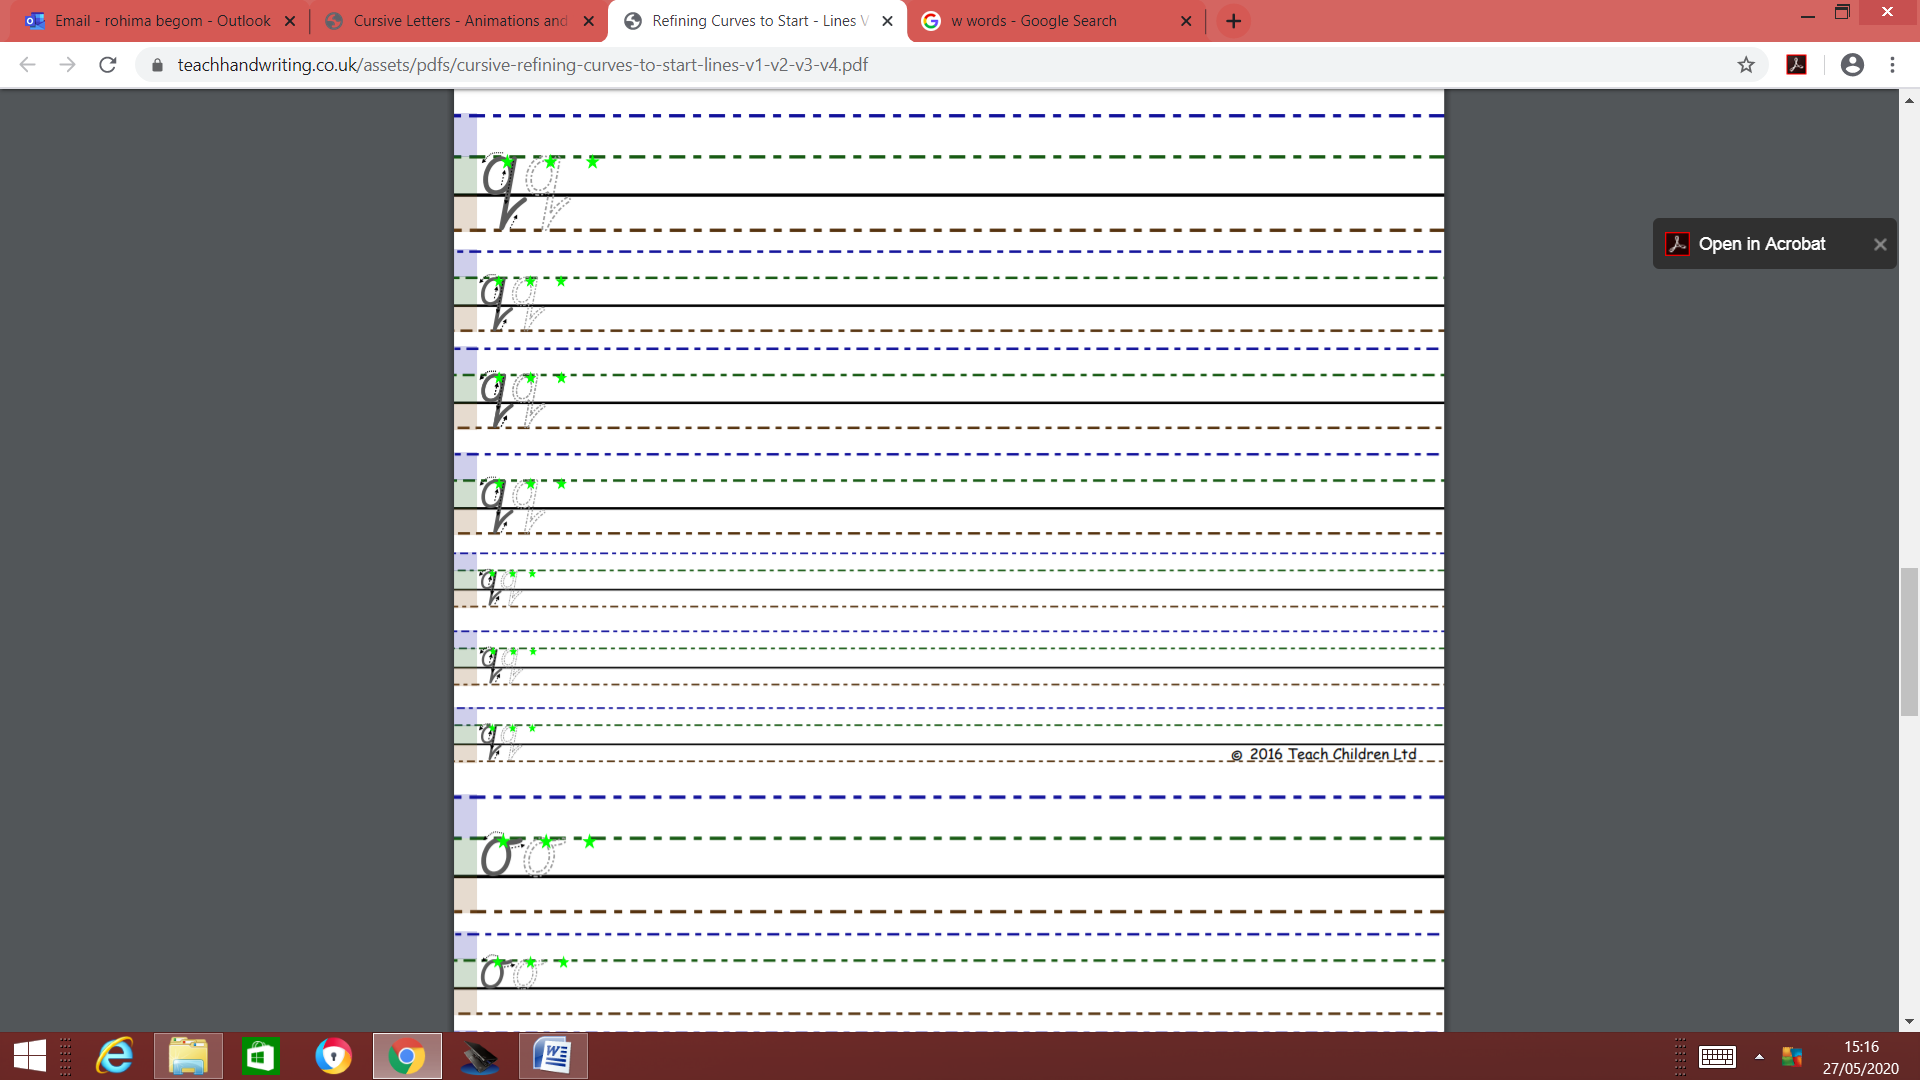 Email - rohima begom - Outlook
Cursive Letters - Animations and
Refining Curves to Start - Lines V
w words - Google Search
teachhandwriting.co.uk/assets/pdfs/cursive-refining-curves-to-start-lines-v1-v2-v3-v4.pdf
Open in Acrobat
q q
q q
q q
q q
q q
q q
q q
© 2016 Teach Children Ltd
o o
o o
15:16
27/05/2020